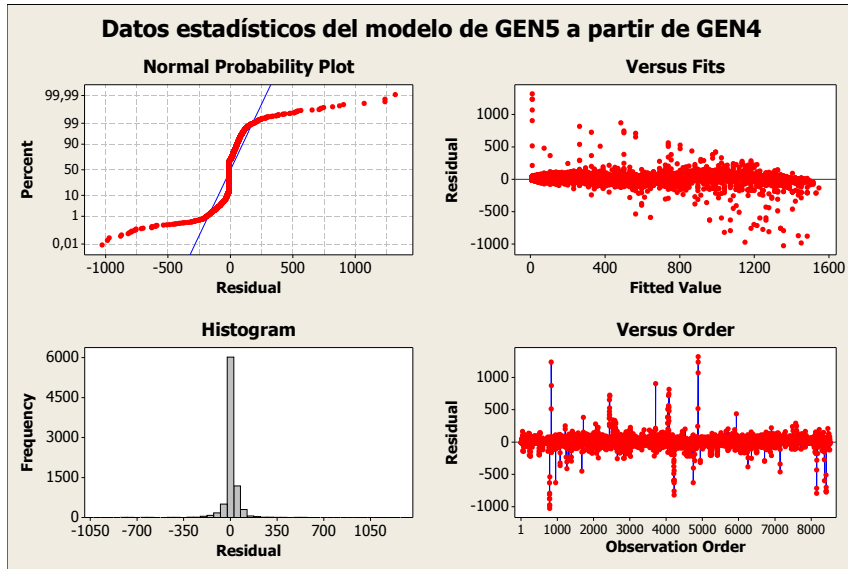 Datos estadísticos del modelo de GEN5 a partir de GEN4
Normal Probability Plot
Percent
99,99
99
90
50
10
1
0,01
-1000 -500 0 500 1000
Residual
Versus Fits
Residual
1000
500
0
-500
-1000
0 400 800 1200 1600
Fitted Value
Histogram
Frequency
6000
4500
3000
1500
0
-1050 -700 -350 0 350 700 1050
Residual
Versus Order
Residual
1000
500
0
-500
-1000
1 1000 2000 3000 4000 5000 6000 7000 8000
Observation Order